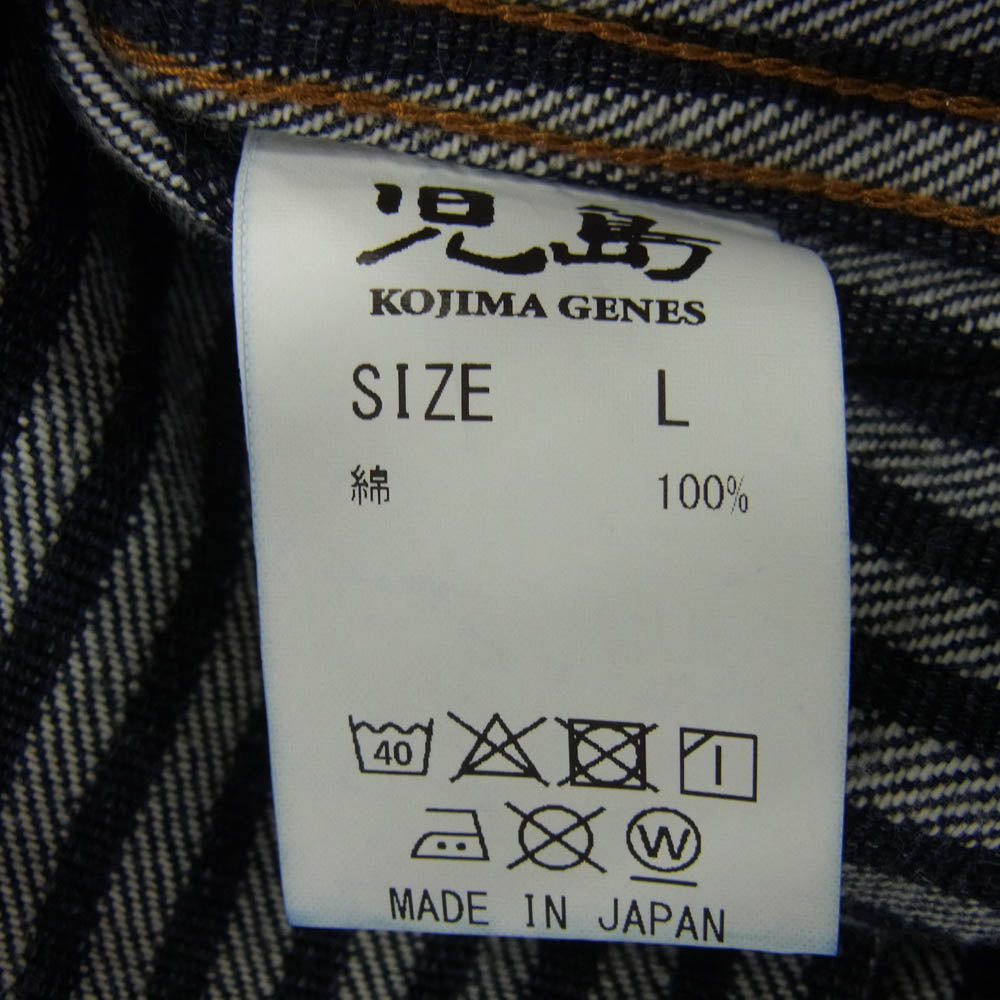 児島
KOJIMA GENES
SIZE L
綿 100%
40
W
MADE IN JAPAN